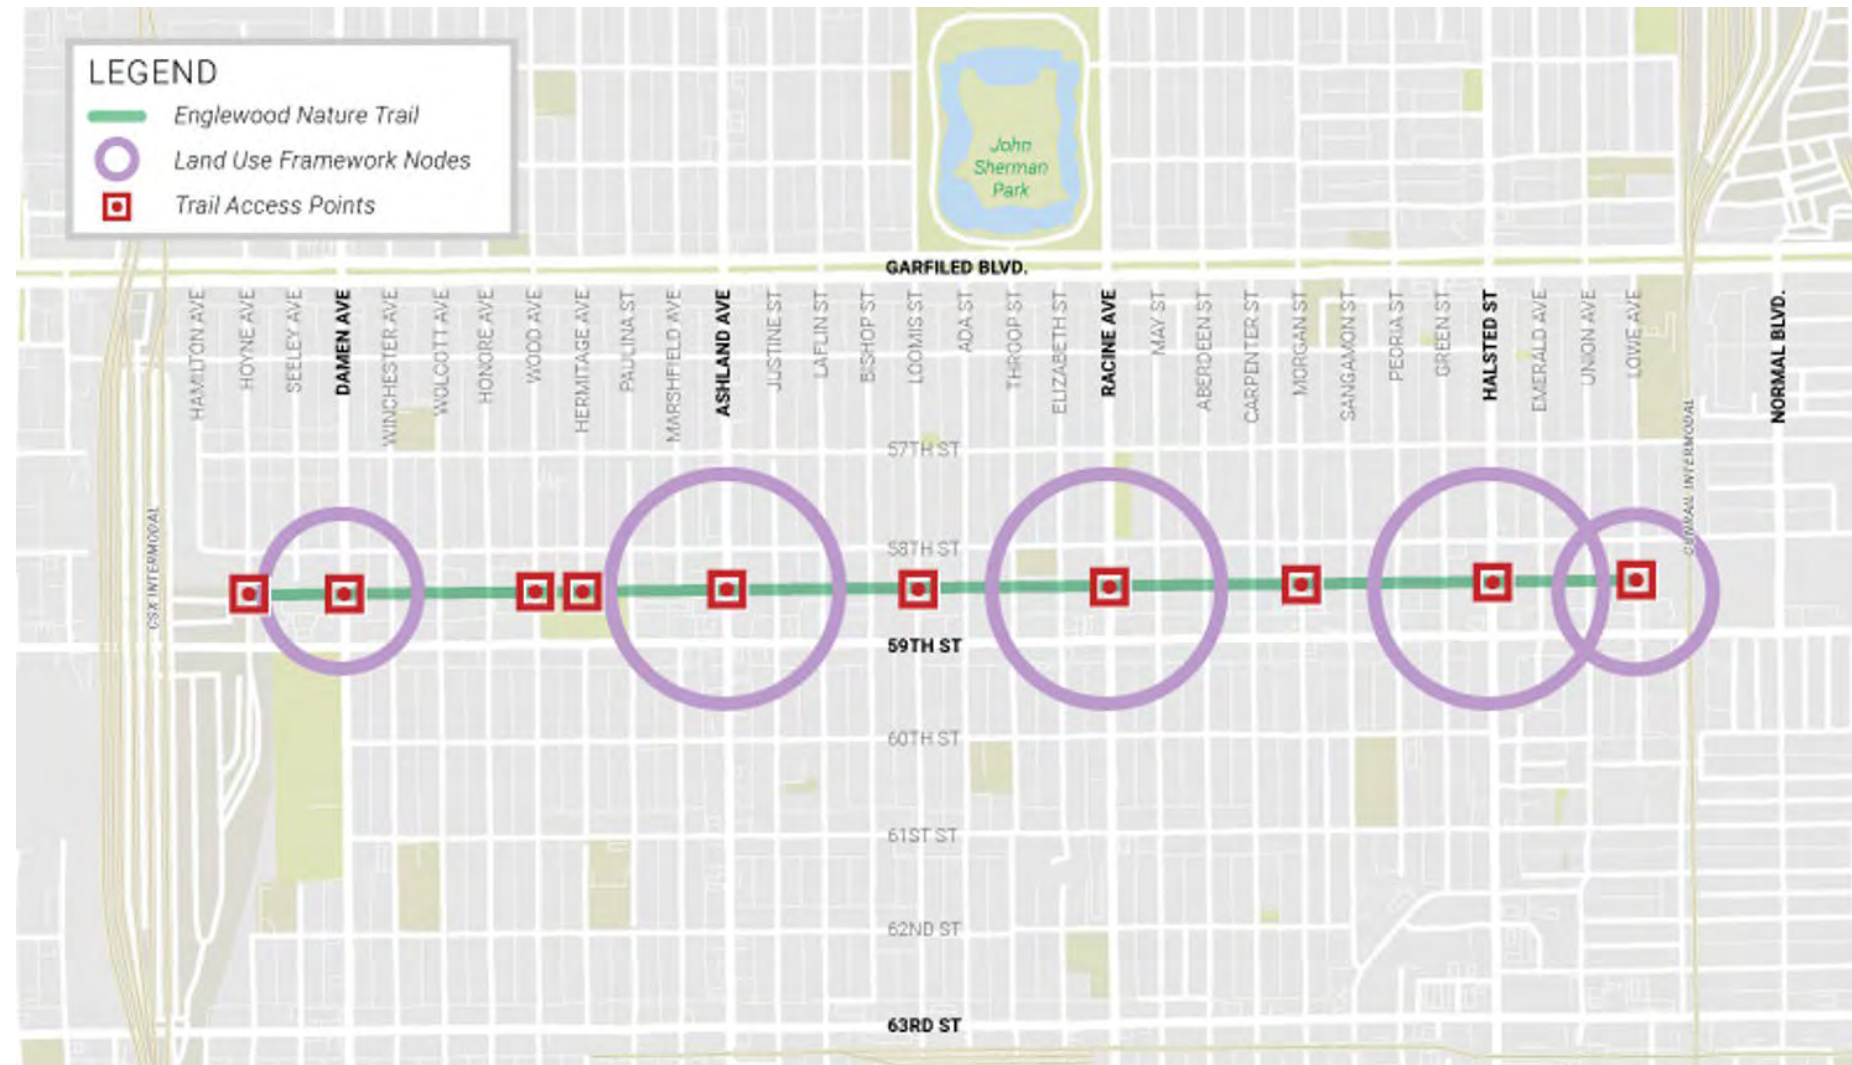 LEGEND
Englewood Nature Trail
Land Use Framework Nodes
Trail Access Points
John
Sherman
Park
GARFILED BLVD.
HAMILTON AVE
HOYNE AVE
SEELEY AVE
DAMEN AVE
WINCHESTER AVE
WOLCOTT AVE
HONORE AVE
WOOD AVE
HERMITAGE AVE
PAULINA ST
MARSHFIELD AVE
ASHLAND AVE
JUSTINE ST
LAFLIN ST
BISHOP ST
LOOMIS ST
ADA ST
THROOP ST
ELIZABETH ST
RACINE AVE
MAY ST
ABERDEEN ST
CARPENTER ST
MORGAN ST
SANGAMON ST
PEORIA ST
GREEN ST
HALSTED ST
EMERALD AVE
UNION AVE
LOWE AVE
NORMAL BLVD.
57TH ST
CSX INTERMODAL
CONRAIL INTERMODAL
58TH ST
59TH ST
60TH ST
61ST ST
62ND ST
63RD ST